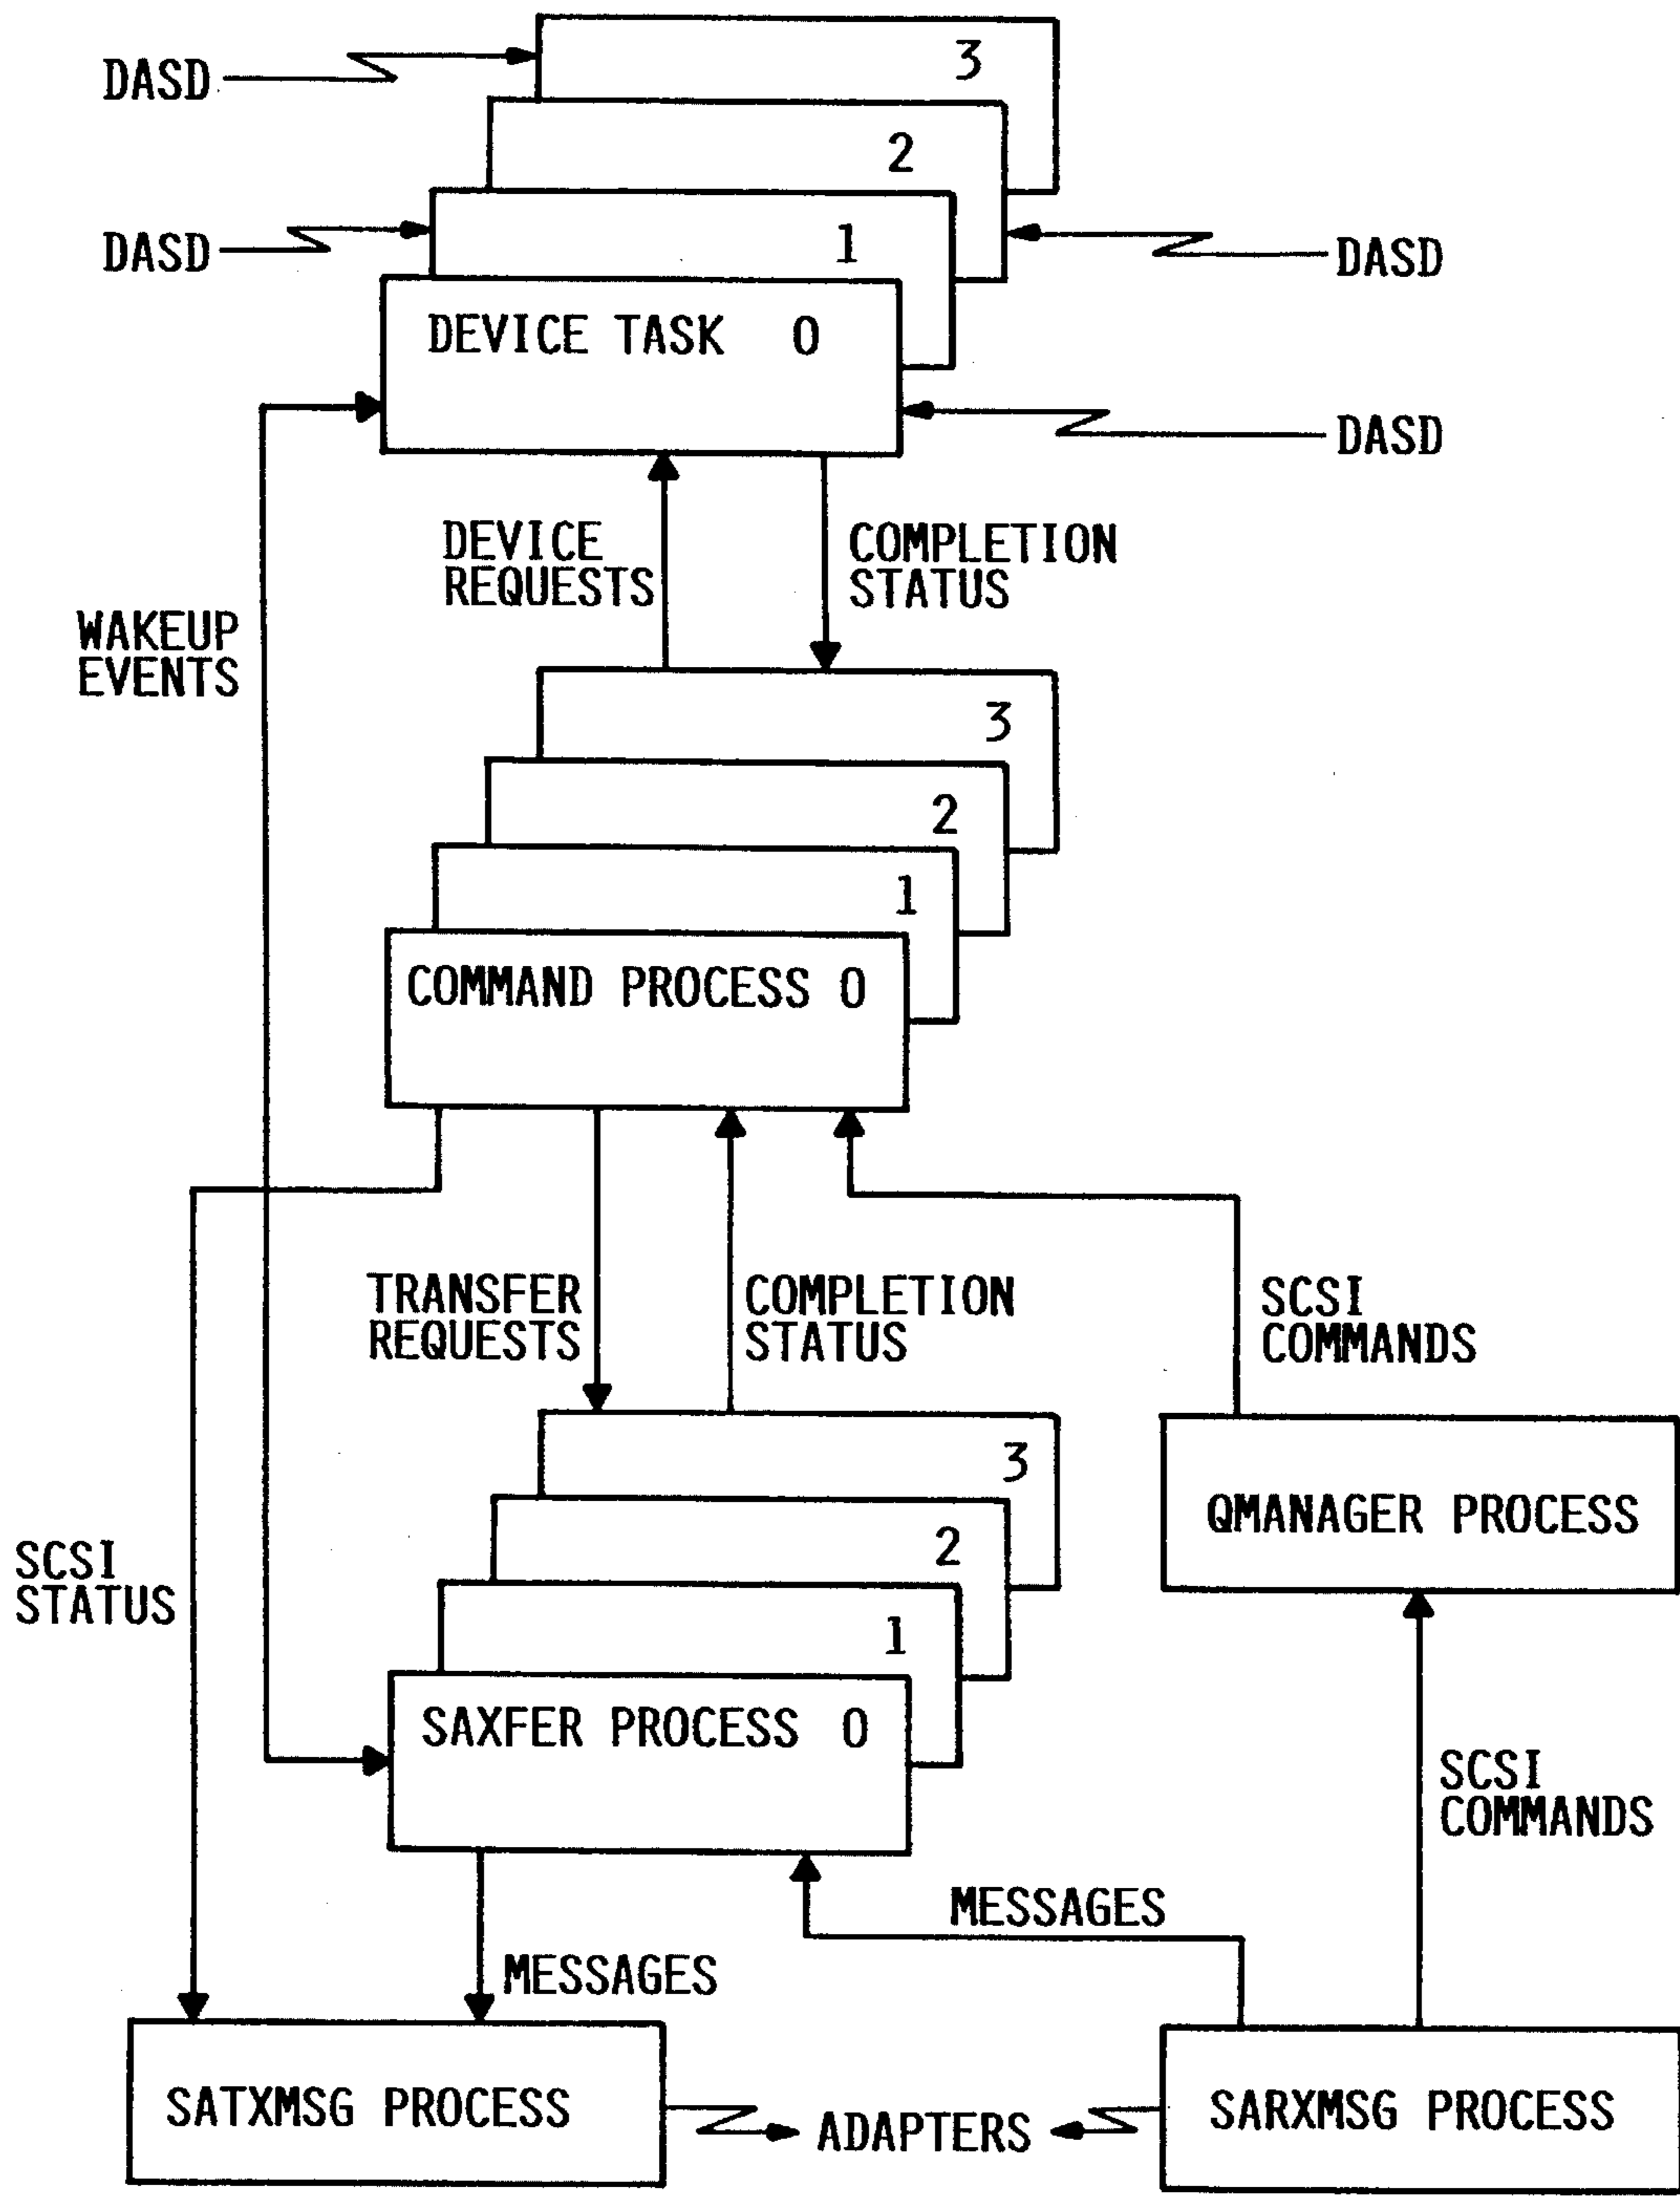 3
DASD
2
1
DASD
DASD
DEVICE TASK 0
DASD
DEVICE
REQUESTS
COMPLETION
STATUS
WAKEUP
EVENTS
3
2
1
COMMAND PROCESS 0
TRANSFER
REQUESTS
COMPLETION
STATUS
SCSI
COMMANDS
3
2
1
QMANAGER PROCESS
SCSI
STATUS
SAXFER PROCESS 0
SCSI
COMMANDS
MESSAGES
MESSAGES
SATXMSG PROCESS
ADAPTERS
SARXMSG PROCESS